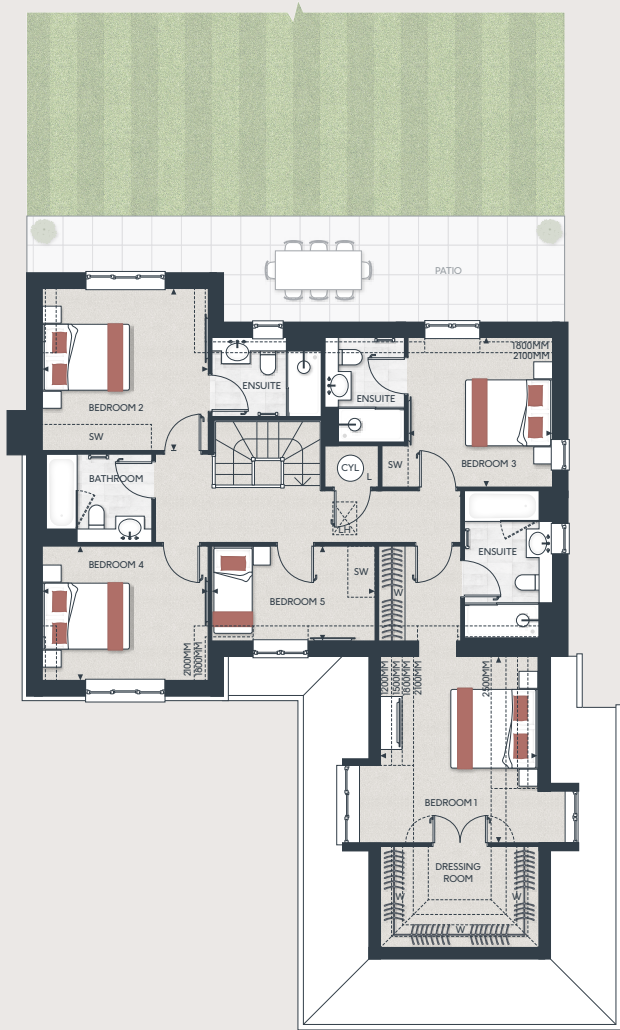 PATIO
1800MM
2100MM
ENSUITE
ENSUITE
BEDROOM 2
SW
CYL
L
SW
BEDROOM 3
BATHROOM
LH
ENSUITE
BEDROOM 4
SW
BEDROOM 5
W
2100MM
1800MM
1200MM
1500MM
1800MM
2100MM
2500MM
BEDROOM 1
DRESSING
ROOM
W
W
W